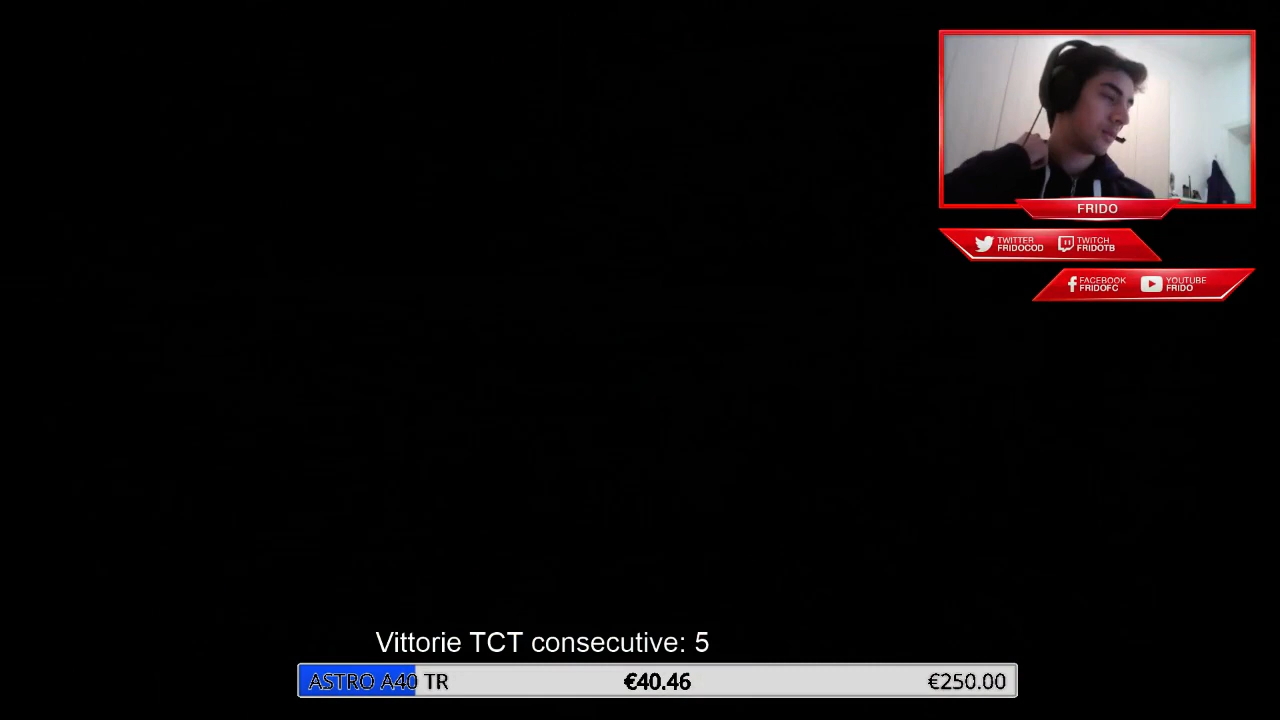 FRIDO
TWITTER
FRIDOCOD
TWITCH
FRIDOTB
FACEBOOK
FRIDOFC
YOUTUBE
FRIDO
Vittorie TCT consecutive: 5
ASTRO A40 TR €40.46 €250.00